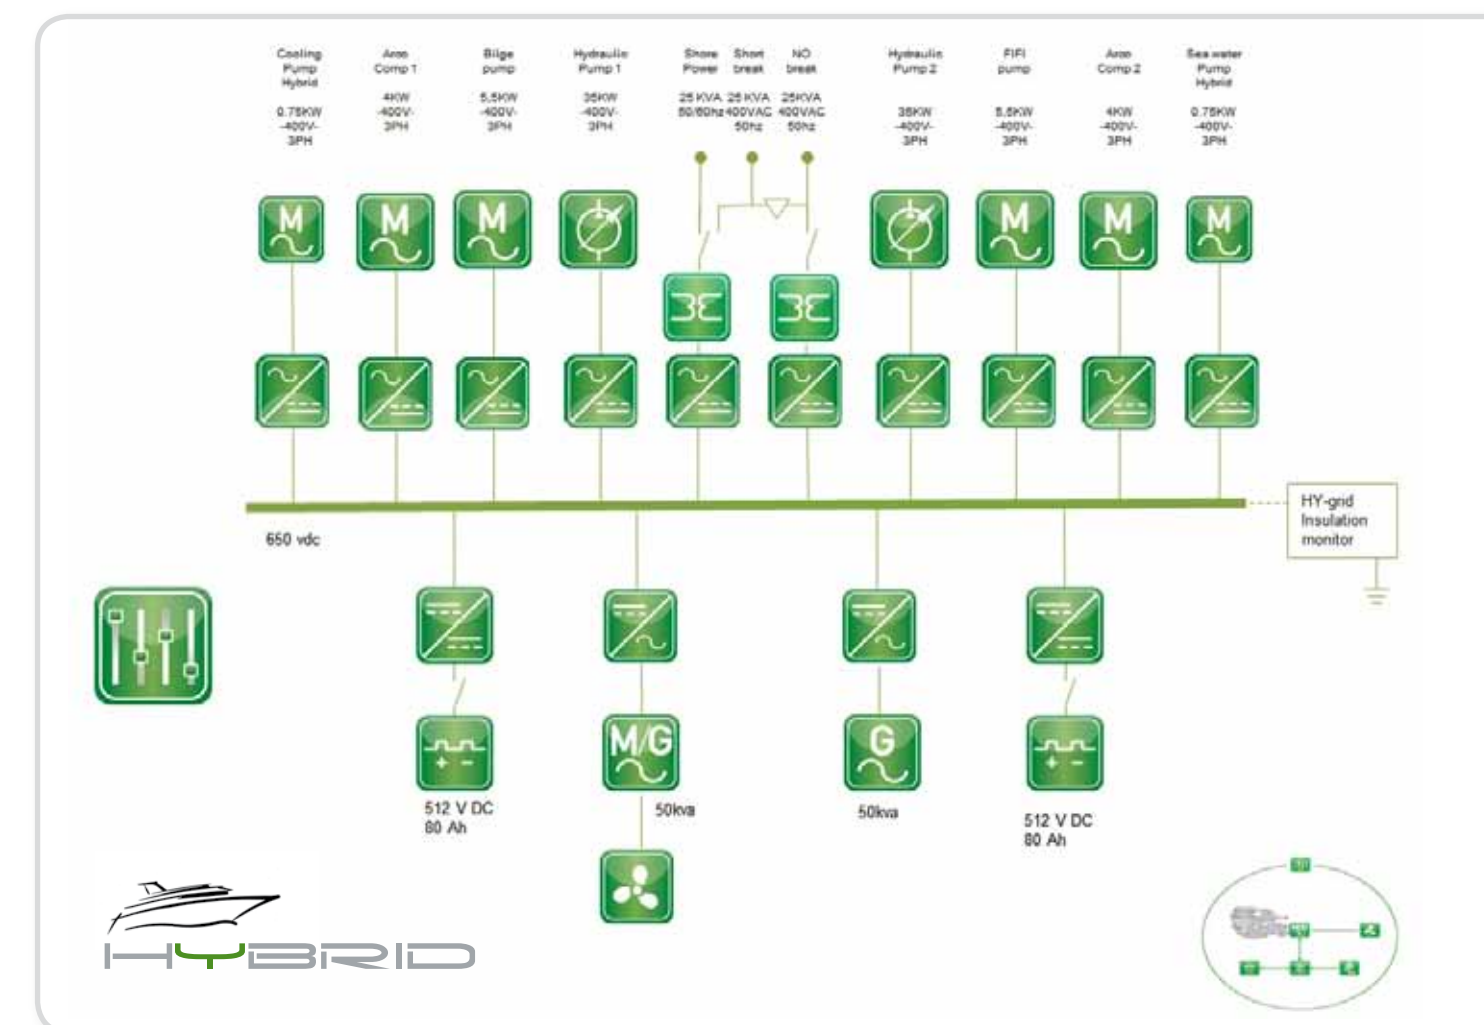 Cooling
Pump
Hybrid
0.75KW
-400V-
3PH
Airco
Comp 1
4KW
-400V-
3PH
Bilge
pump
5,5KW
-400V-
3PH
Hydraulic
Pump 1
35KW
-400V-
3PH
Shore
Power
25 KVA
50/60hz
Short
break
25 KVA
400VAC
50hz
NO
break
25KVA
400VAC
50hz
Hydraulic
Pump 2
35KW
-400V-
3PH
FIFI
pump
5,5KW
-400V-
3PH
Airco
Comp 2
4KW
-400V-
3PH
Sea water
Pump
Hybrid
0.75KW
-400V-
3PH
M
M
M
M
M
M
650 vdc
HY-grid
Insulation
monitor
M/G
G
512 V DC
80 Ah
50kva
50kva
512 V DC
80 Ah
HYBRID